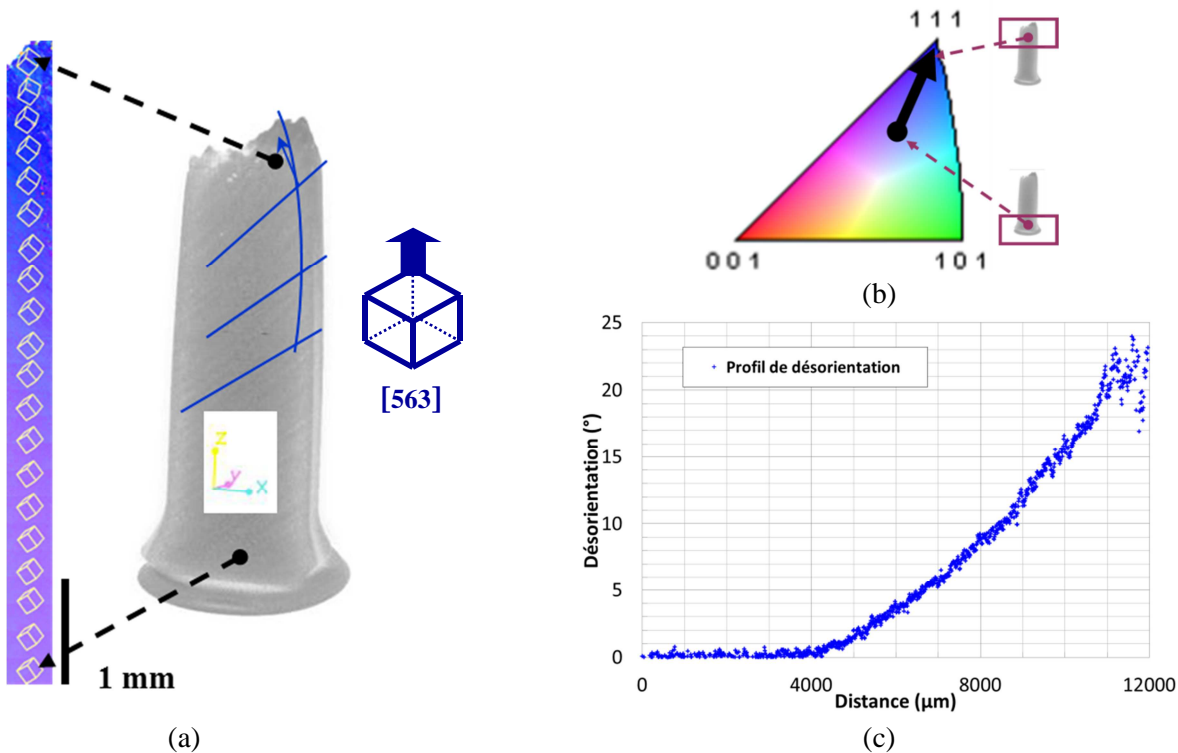 [563]
Z
Y
X
1 mm
(a)
1 1 1
0 0 1
1 0 1
(b)
25
20
15
10
5
0
Désorientation (°)
Profil de désorientation
0
4000
8000
12000
Distance (µm)
(c)